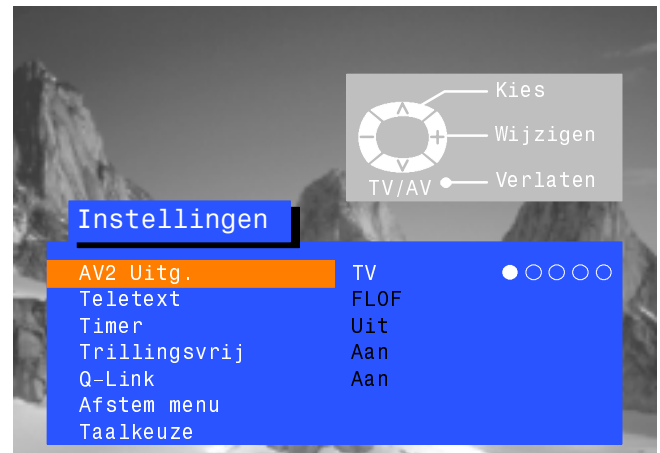 Kies
Wijzigen
TV/AV Verlaten
Instellingen
AV2 Uitg. TV
Teletext FLOF
Timer Uit
Trillingsvrij Aan
Q-Link Aan
Afstem menu
Taalkeuze